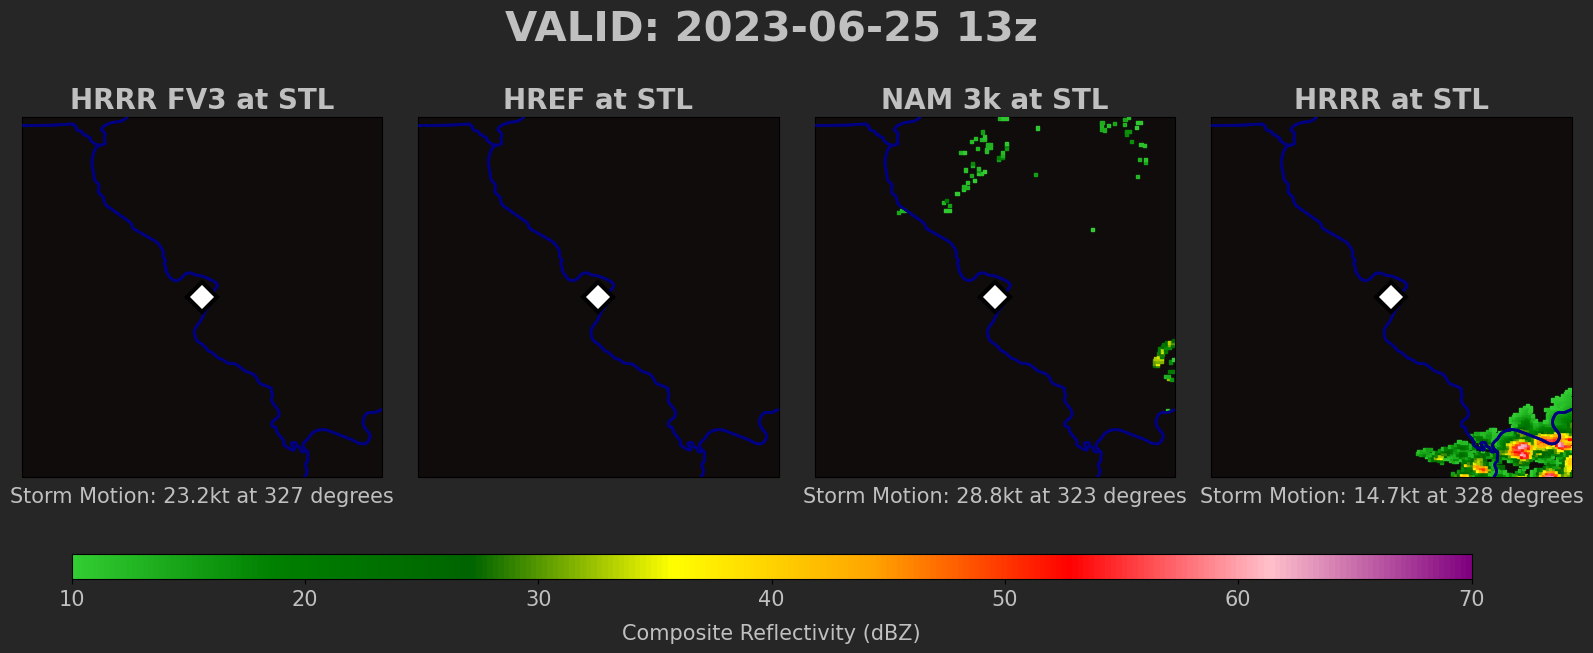 VALID: 2023-06-25 13z
HRRR FV3 at STL
HREF at STL
NAM 3k at STL
HRRR at STL
Storm Motion: 23.2kt at 327 degrees
Storm Motion: 28.8kt at 323 degrees
Storm Motion: 14.7kt at 328 degrees
10 20 30 40 50 60 70
Composite Reflectivity (dBZ)